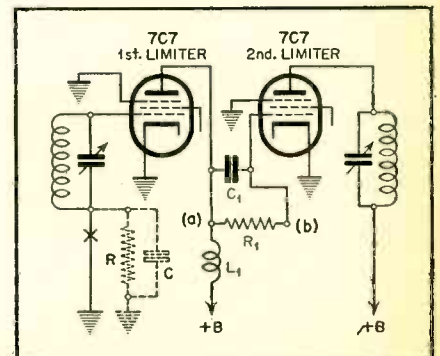 7C7
1st. LIMITER
7C7
2nd. LIMITER
C1
(a)
R1
(b)
R
C
L1
+B
+B